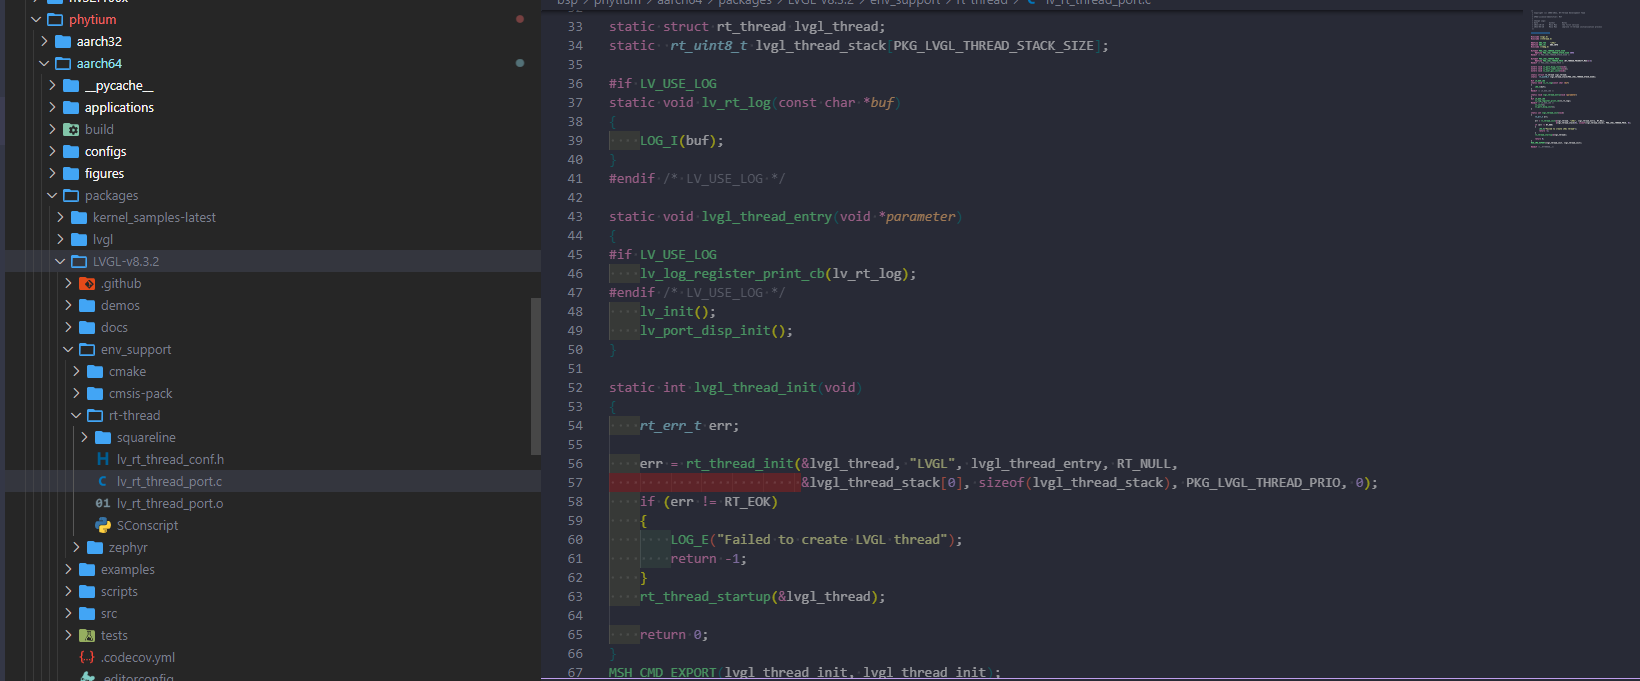 phytium
aarch32
aarch64
__pycache__
applications
build
configs
figures
packages
kernel_samples-latest
lvgl
LVGL-v8.3.2
.github
demos
docs
env_support
cmake
cmsis-pack
rt-thread
squareline
H lv_rt_thread_conf.h
C lv_rt_thread_port.c
01 lv_rt_thread_port.o
SConscript
zephyr
examples
scripts
src
tests
{..} .codecov.yml
.editorconfig
bsp > phytium > aarch64 > packages > LVGL-v8.3.2 > env_support > rt-thread > C lv_rt_thread_port.c
33 static struct rt_thread lvgl_thread;
34 static  rt_uint8_t lvgl_thread_stack[PKG_LVGL_THREAD_STACK_SIZE];
35
36 #if LV_USE_LOG
37 static void lv_rt_log(const char *buf)
38 {
39     LOG_I(buf);
40 }
41 #endif /* LV_USE_LOG */
42
43 static void lvgl_thread_entry(void *parameter)
44 {
45 #if LV_USE_LOG
46     lv_log_register_print_cb(lv_rt_log);
47 #endif /* LV_USE_LOG */
48     lv_init();
49     lv_port_disp_init();
50 }
51
52 static int lvgl_thread_init(void)
53 {
54     rt_err_t err;
55
56     err = rt_thread_init(&lvgl_thread, "LVGL", lvgl_thread_entry, RT_NULL,
57                          &lvgl_thread_stack[0], sizeof(lvgl_thread_stack), PKG_LVGL_THREAD_PRIO, 0);
58     if (err != RT_EOK)
59     {
60         LOG_E("Failed to create LVGL thread");
61         return -1;
62     }
63     rt_thread_startup(&lvgl_thread);
64
65     return 0;
66 }
67 MSH_CMD_EXPORT(lvgl_thread_init, lvgl_thread_init);